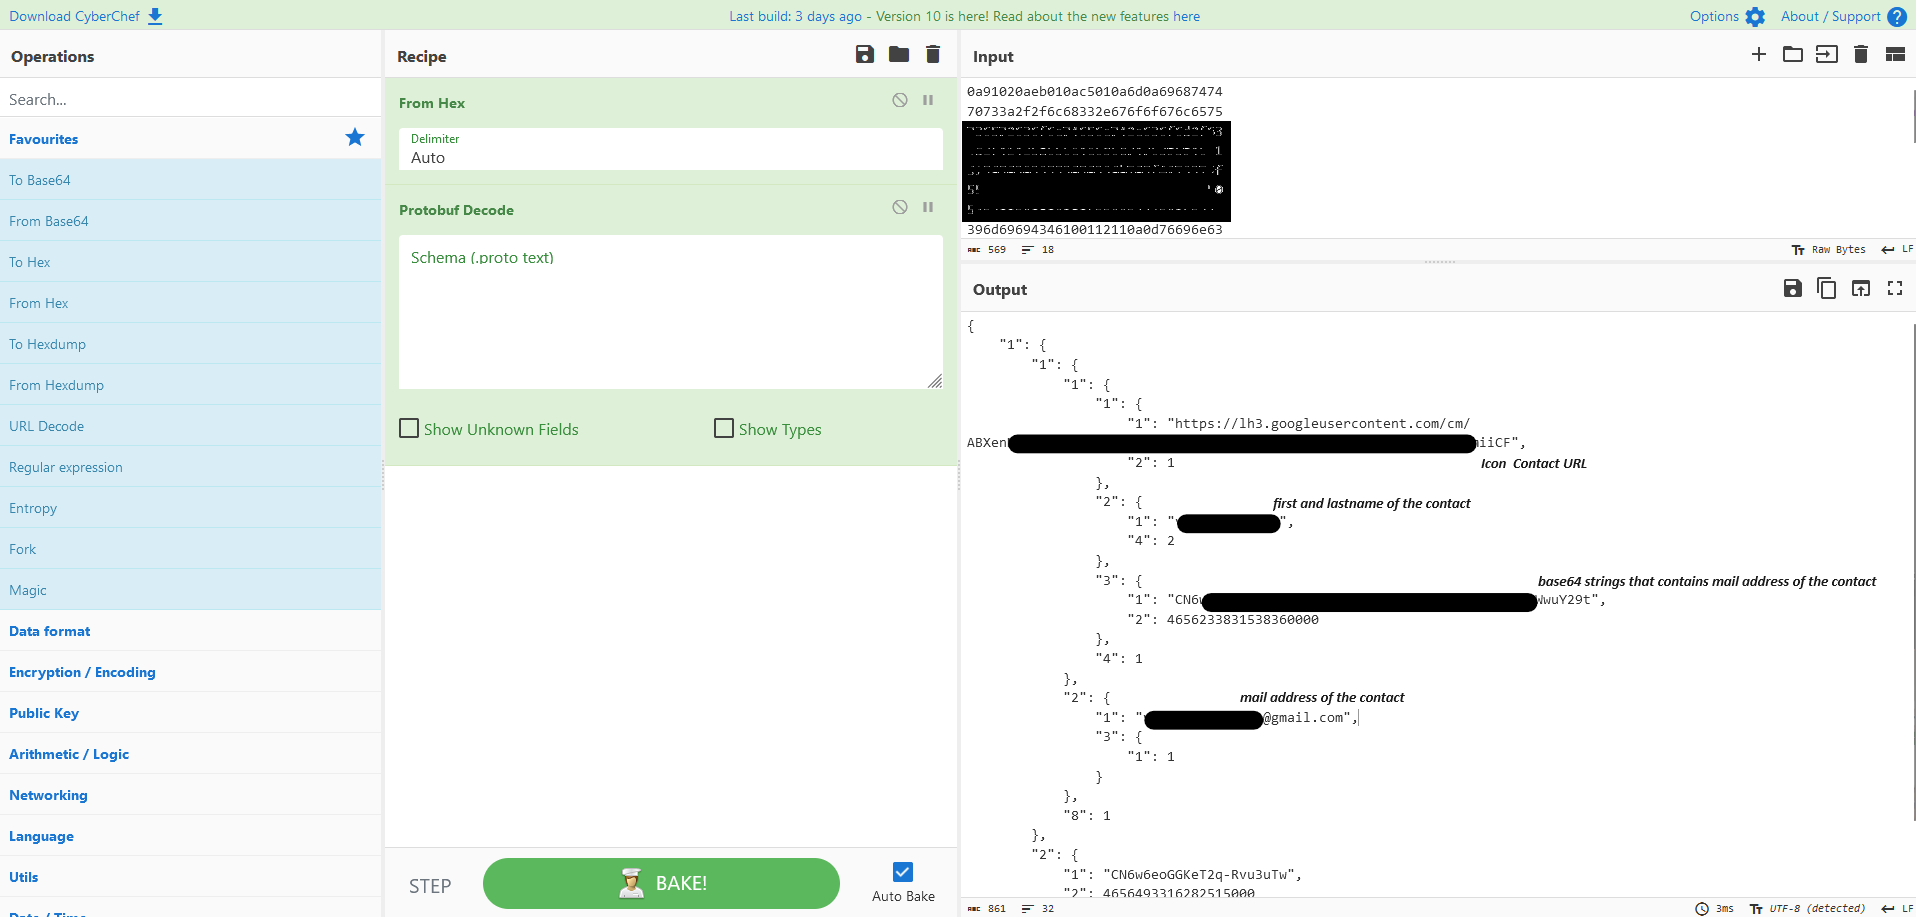 Download CyberChef
Last build: 3 days ago - Version 10 is here! Read about the new features here
Options
About / Support
Operations
Search...
Favourites
To Base64
From Base64
To Hex
From Hex
To Hexdump
From Hexdump
URL Decode
Regular expression
Entropy
Fork
Magic
Data format
Encryption / Encoding
Public Key
Arithmetic / Logic
Networking
Language
Utils
Date / Time
Recipe
From Hex
Delimiter
Auto
Protobuf Decode
Schema (.proto text)
Show Unknown Fields
Show Types
STEP
BAKE!
Auto Bake
Input
0a91020aeb010ac5010a6d0a69687474
70733a2f2f6c68332e676f6f676c6575
396d69694346100112110a0d76696e63
ABC 569 18
Raw Bytes LF
Output
{
"1": {
"1": {
"1": {
"1": {
"1": "https://lh3.googleusercontent.com/cm/
ABXen iiCF",
"2": 1
Icon Contact URL
},
"2": {
first and lastname of the contact
"1": " ",
"4": 2
},
"3": {
base64 strings that contains mail address of the contact
"1": "CN6 wuY29t",
"2": 4656233831538360000
},
"4": 1
},
"2": {
mail address of the contact
"1": " @gmail.com",
"3": {
"1": 1
}
},
"8": 1
},
"2": {
"1": "CN6w6eoGGKeT2q-Rvu3uTw",
"2": 4656493316282515000
ABC 861 32
3ms UTF-8 (detected) LF